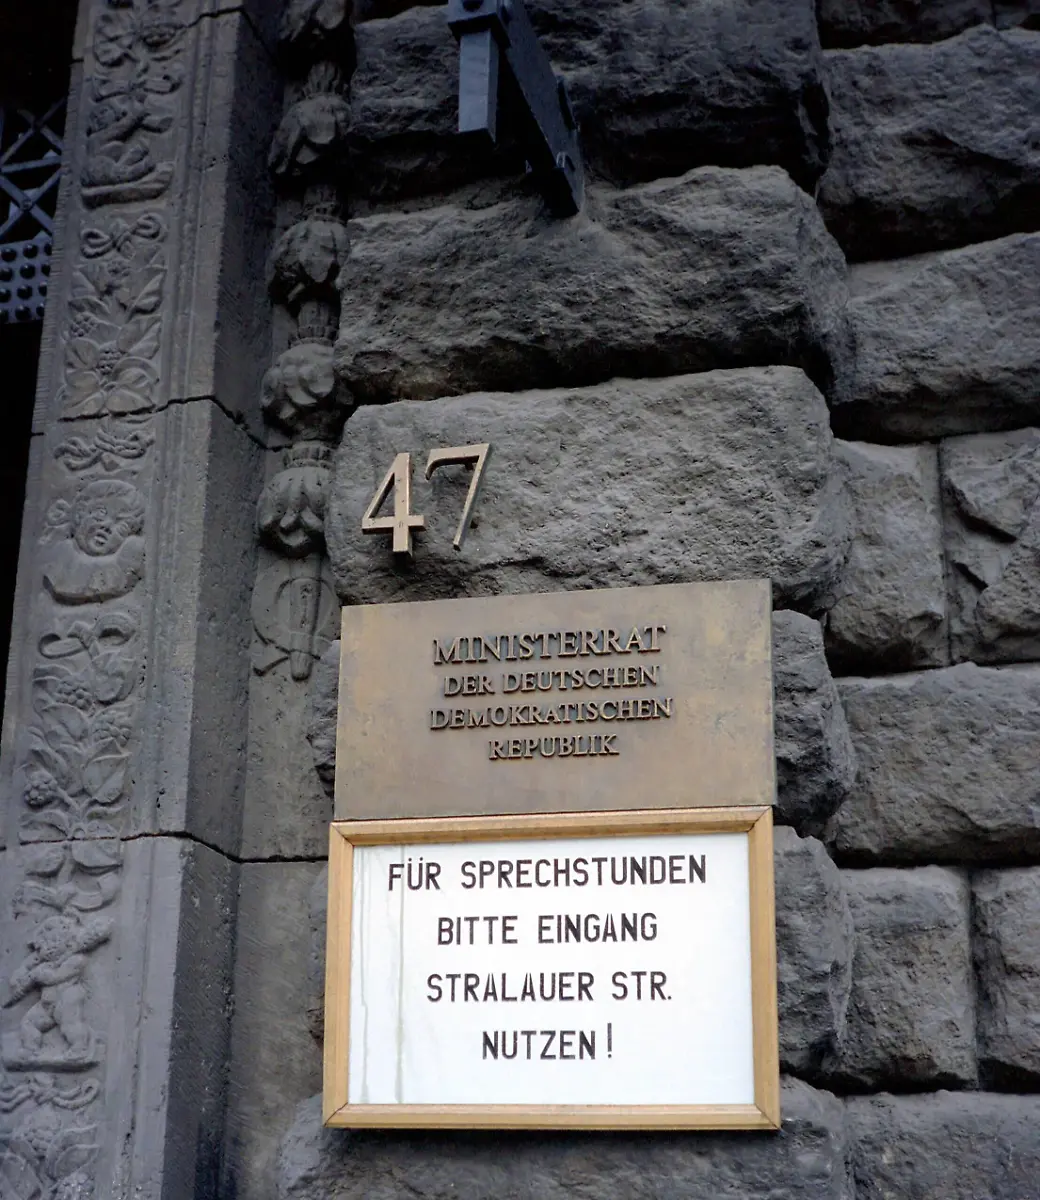 47
MINISTERRAT
DER DEUTSCHEN
DEMOKRATISCHEN
REPUBLIK
FÜR SPRECHSTUNDEN
BITTE EINGANG
STRALAUER STR.
NUTZEN!